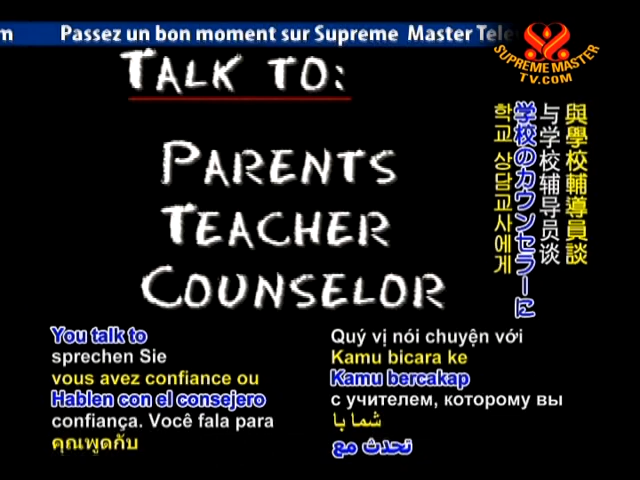 m Passez un bon moment sur Supreme Master Tele
SUPREME MASTER
TV.COM
TALK TO:
PARENTS
TEACHER
COUNSELOR
與學校輔導員談
与学校辅导员谈
学校のカウンセラーに
학교 상담교사에게
You talk to
sprechen Sie
vous avez confiance ou
Hablen con el consejero
confiança. Você fala para
คุณพูดกับ
Quý vị nói chuyện với
Kamu bicara ke
Kamu bercakap
с учителем, которому вы
شما با
تحدث مع